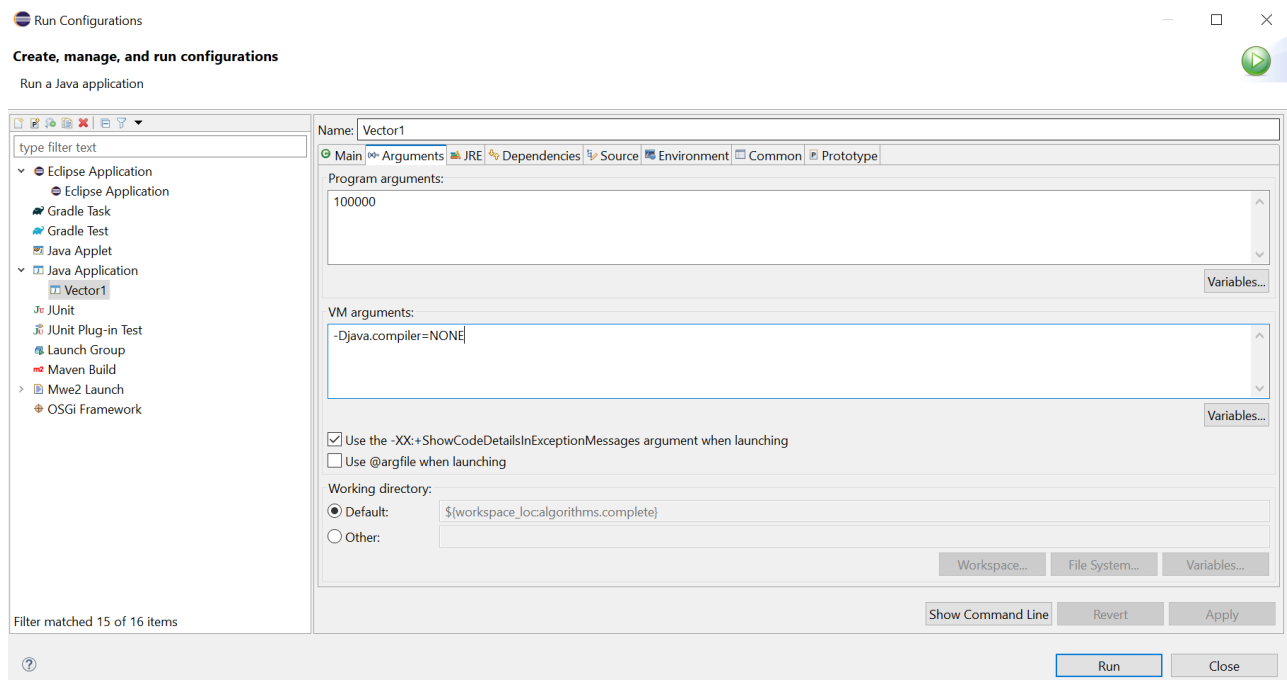 Run Configurations
Create, manage, and run configurations
Run a Java application
type filter text
Eclipse Application
Eclipse Application
Gradle Task
Gradle Test
Java Applet
Java Application
Vector1
JUnit
JUnit Plug-in Test
Launch Group
Maven Build
Mwe2 Launch
OSGi Framework
Filter matched 15 of 16 items
Name: Vector1
Main Arguments JRE Dependencies Source Environment Common Prototype
Program arguments:
100000
Variables...
VM arguments:
-Djava.compiler=NONE
Variables...
Use the -XX:+ShowCodeDetailsInExceptionMessages argument when launching
Use @argfile when launching
Working directory:
Default: ${workspace_loc:algorithms.complete}
Other:
Workspace... File System... Variables...
Show Command Line Revert Apply
Run Close